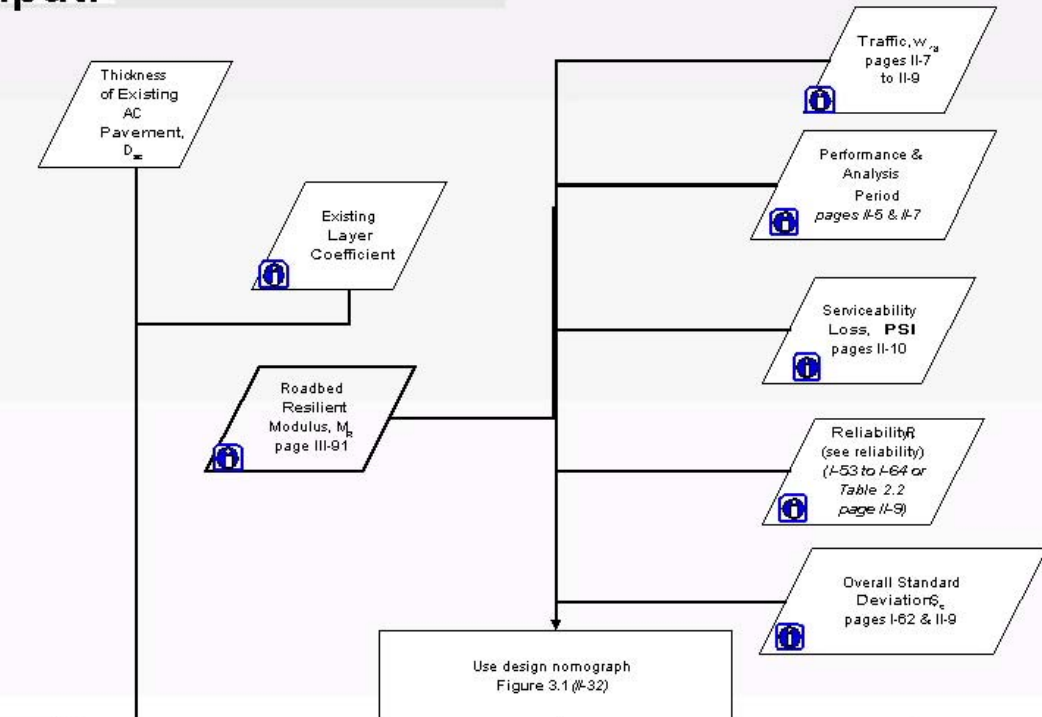 Thickness
of Existing
AC
Pavement,
D
Existing
Layer
Coefficient
Roadbed
Resilient
Modulus, M_R
page III-91
Traffic, w
pages II-7
to II-9
Performance &
Analysis
Period
pages II-5 & II-7
Serviceability
Loss, PSI
pages II-10
Reliability,R
(see reliability)
(I-53 to I-64 or
Table 2.2
page II-9)
Overall Standard
Deviation,S
pages I-62 & II-9
Use design nomograph
Figure 3.1 (II-32)